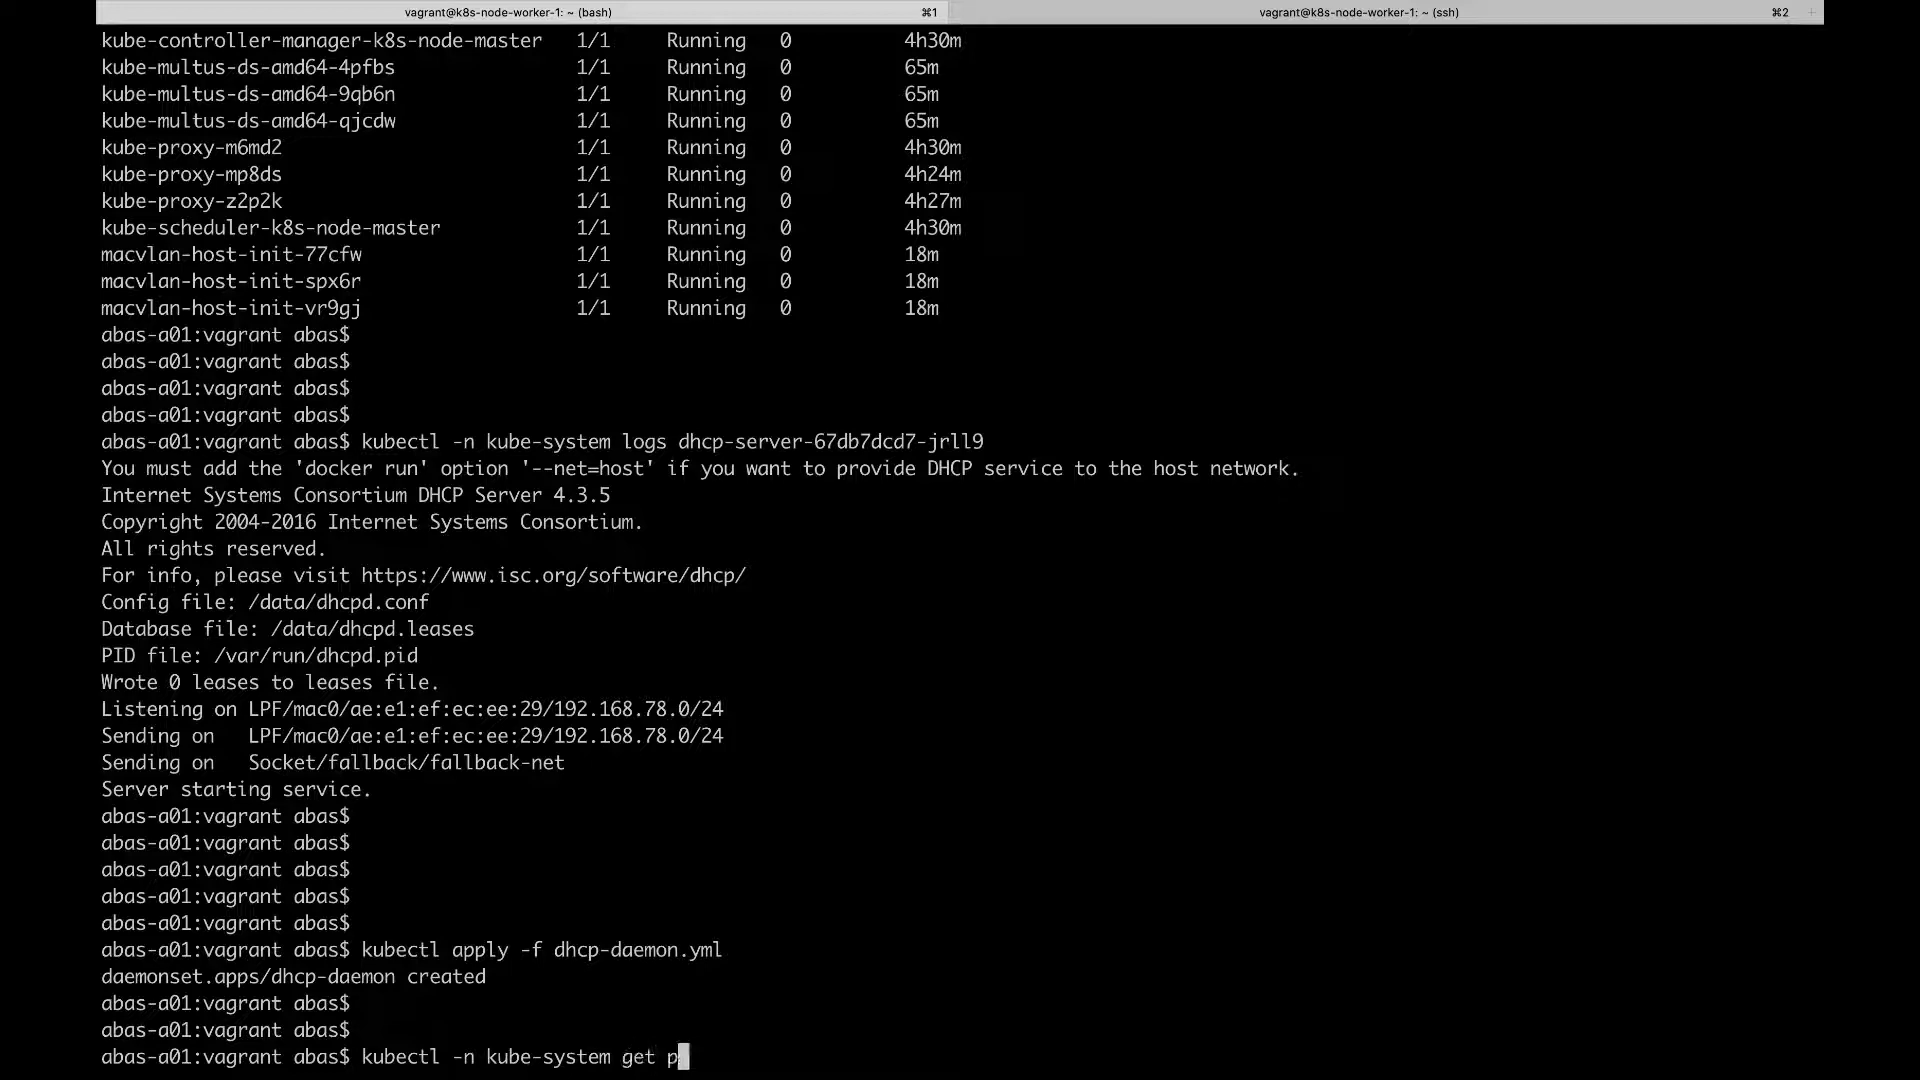 vagrant@k8s-node-worker-1: ~ (bash) ⌘1 vagrant@k8s-node-worker-1: ~ (ssh) ⌘2 +
kube-controller-manager-k8s-node-master 1/1 Running 0 4h30m
kube-multus-ds-amd64-4pfbs 1/1 Running 0 65m
kube-multus-ds-amd64-9qb6n 1/1 Running 0 65m
kube-multus-ds-amd64-qjcdw 1/1 Running 0 65m
kube-proxy-m6md2 1/1 Running 0 4h30m
kube-proxy-mp8ds 1/1 Running 0 4h24m
kube-proxy-z2p2k 1/1 Running 0 4h27m
kube-scheduler-k8s-node-master 1/1 Running 0 4h30m
macvlan-host-init-77cfw 1/1 Running 0 18m
macvlan-host-init-spx6r 1/1 Running 0 18m
macvlan-host-init-vr9gj 1/1 Running 0 18m
abas-a01:vagrant abas$
abas-a01:vagrant abas$
abas-a01:vagrant abas$
abas-a01:vagrant abas$
abas-a01:vagrant abas$ kubectl -n kube-system logs dhcp-server-67db7dcd7-jrll9
You must add the 'docker run' option '--net=host' if you want to provide DHCP service to the host network.
Internet Systems Consortium DHCP Server 4.3.5
Copyright 2004-2016 Internet Systems Consortium.
All rights reserved.
For info, please visit https://www.isc.org/software/dhcp/
Config file: /data/dhcpd.conf
Database file: /data/dhcpd.leases
PID file: /var/run/dhcpd.pid
Wrote 0 leases to leases file.
Listening on LPF/mac0/ae:e1:ef:ec:ee:29/192.168.78.0/24
Sending on   LPF/mac0/ae:e1:ef:ec:ee:29/192.168.78.0/24
Sending on   Socket/fallback/fallback-net
Server starting service.
abas-a01:vagrant abas$
abas-a01:vagrant abas$
abas-a01:vagrant abas$
abas-a01:vagrant abas$
abas-a01:vagrant abas$
abas-a01:vagrant abas$ kubectl apply -f dhcp-daemon.yml
daemonset.apps/dhcp-daemon created
abas-a01:vagrant abas$
abas-a01:vagrant abas$
abas-a01:vagrant abas$ kubectl -n kube-system get p